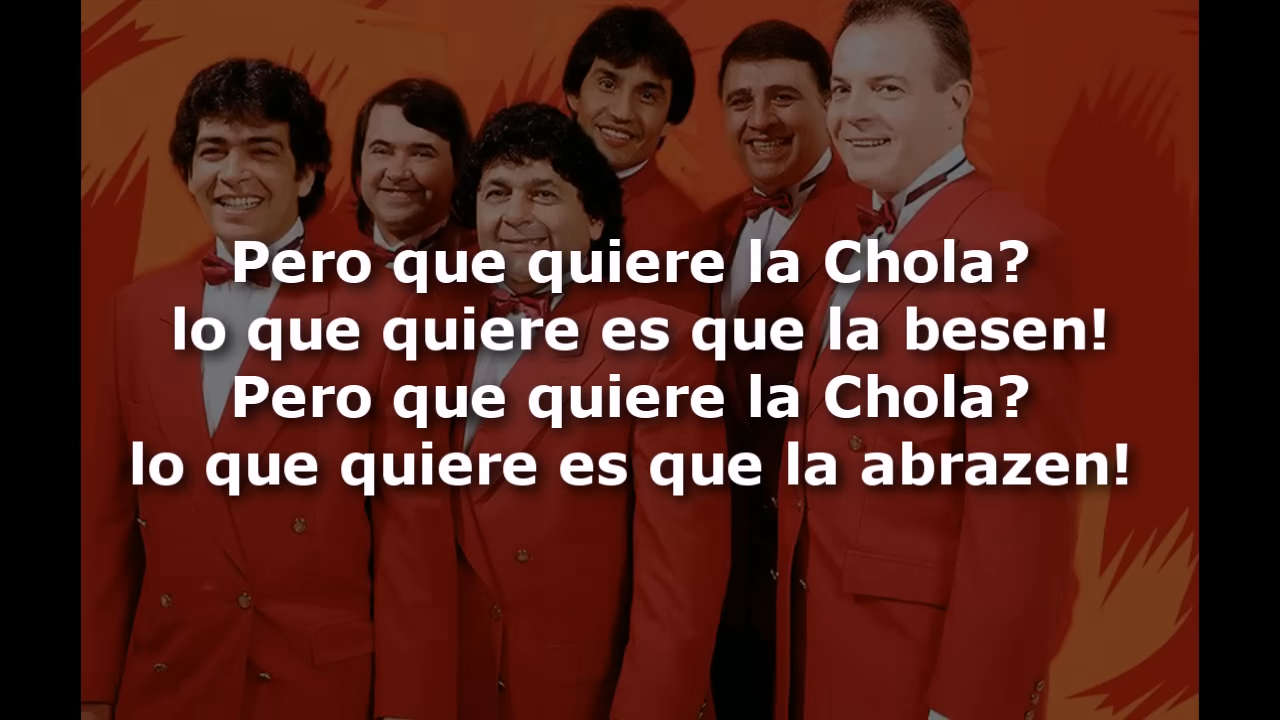 Pero que quiere la Chola?
lo que quiere es que la besen!
Pero que quiere la Chola?
lo que quiere es que la abrazen!